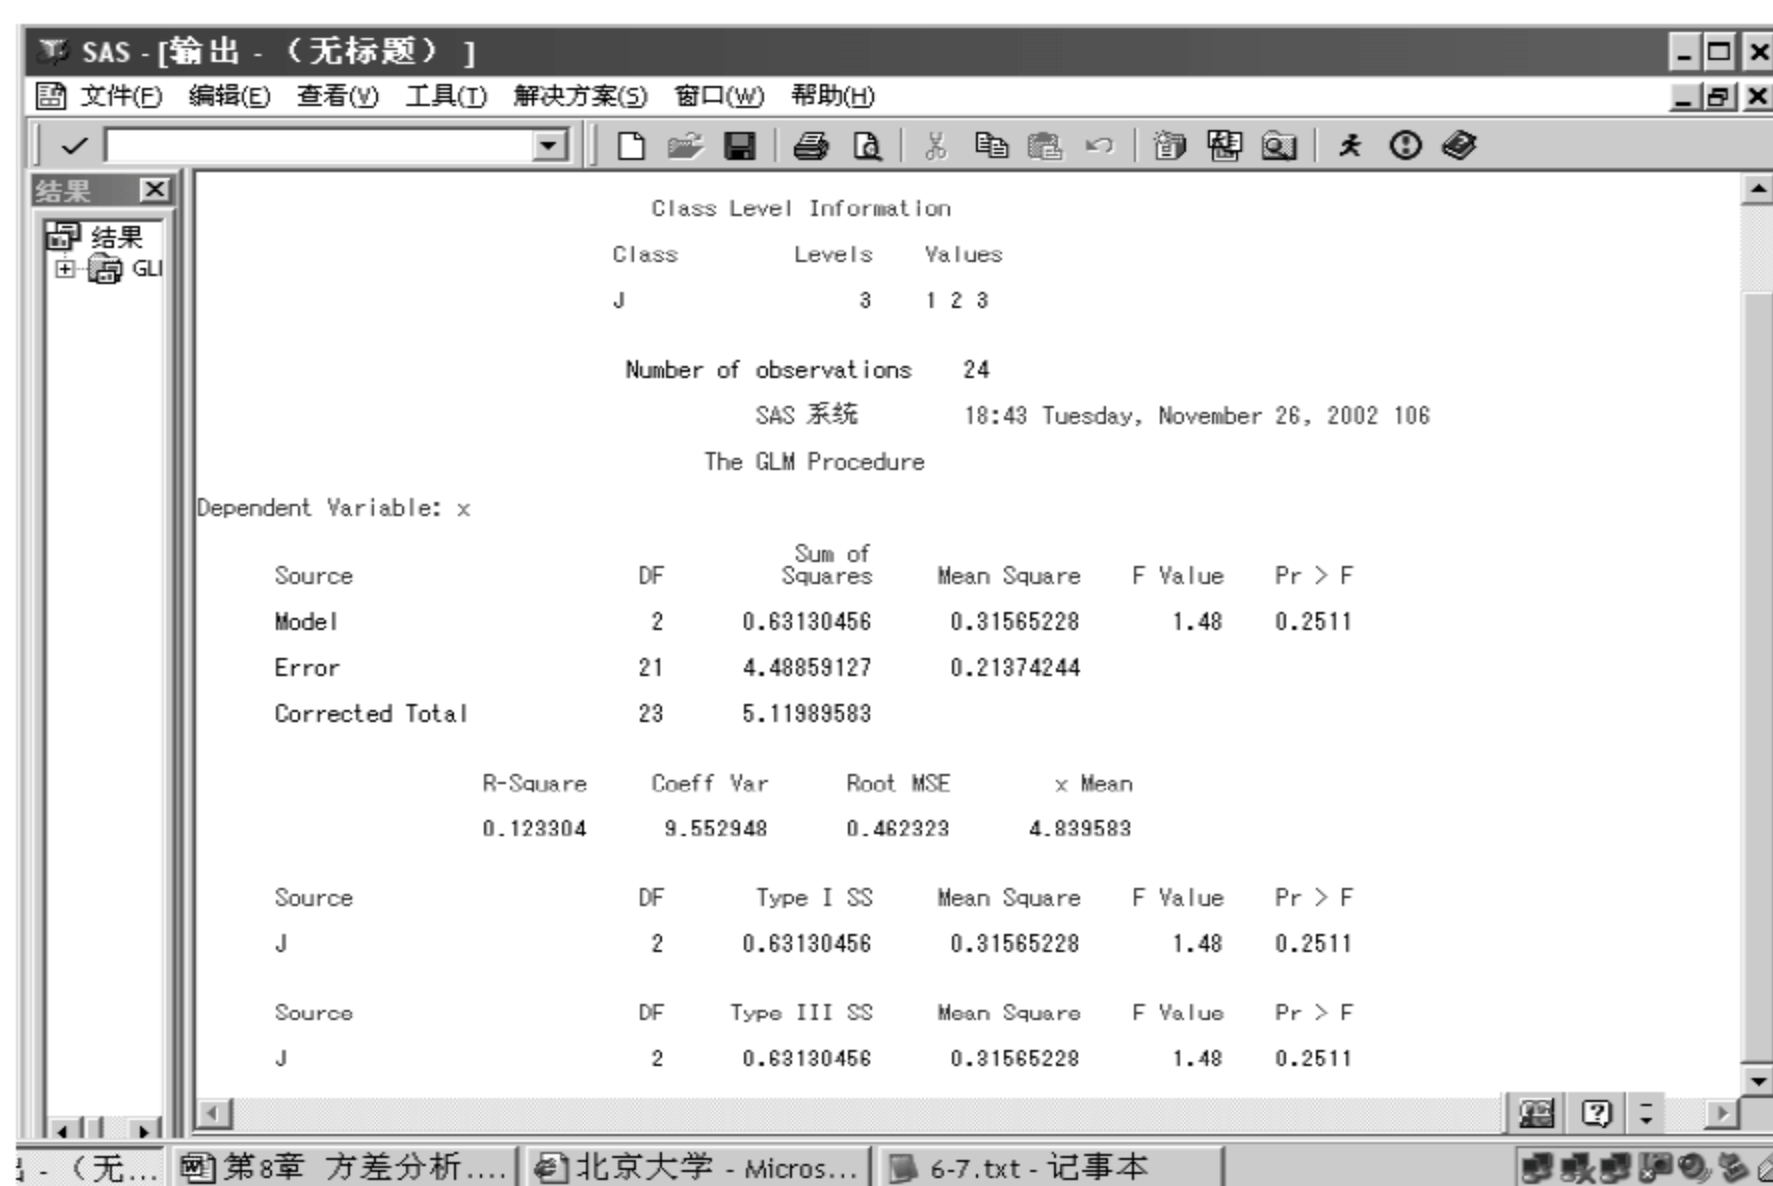 SAS - [输出 - （无标题）]
文件(F) 编辑(E) 查看(V) 工具(T) 解决方案(S) 窗口(W) 帮助(H)
结果
结果
GLI
Class Level Information
Class Levels Values
J 3 1 2 3
Number of observations 24
SAS 系统 18:43 Tuesday, November 26, 2002 106
The GLM Procedure
Dependent Variable: x
Sum of
Source DF Squares Mean Square F Value Pr > F
Model 2 0.63130456 0.31565228 1.48 0.2511
Error 21 4.48859127 0.21374244
Corrected Total 23 5.11989583
R-Square Coeff Var Root MSE x Mean
0.123304 9.552948 0.462323 4.839583
Source DF Type I SS Mean Square F Value Pr > F
J 2 0.63130456 0.31565228 1.48 0.2511
Source DF Type III SS Mean Square F Value Pr > F
J 2 0.63130456 0.31565228 1.48 0.2511
- （无... 第8章 方差分析.... 北京大学 - Micros... 6-7.txt - 记事本